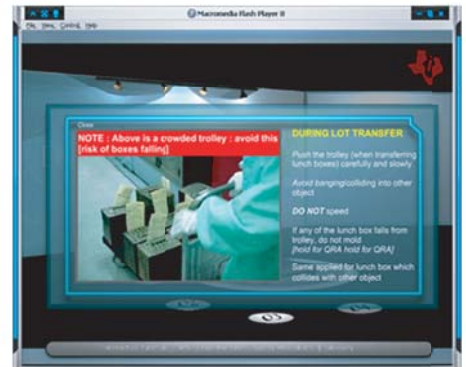 Macromedia Flash Player 8
File View Control Help
Close
NOTE : Above is a crowded trolley : avoid this
[risk of boxes falling]
DURING LOT TRANSFER
Push the trolley (when transferring
lunch boxes) carefully and slowly
Avoid banging/colliding into other
object
DO NOT speed
If any of the lunch box falls from
trolley, do not mold
[hold for QRA hold for QRA]
Same applied for lunch box which
collides with other object
03